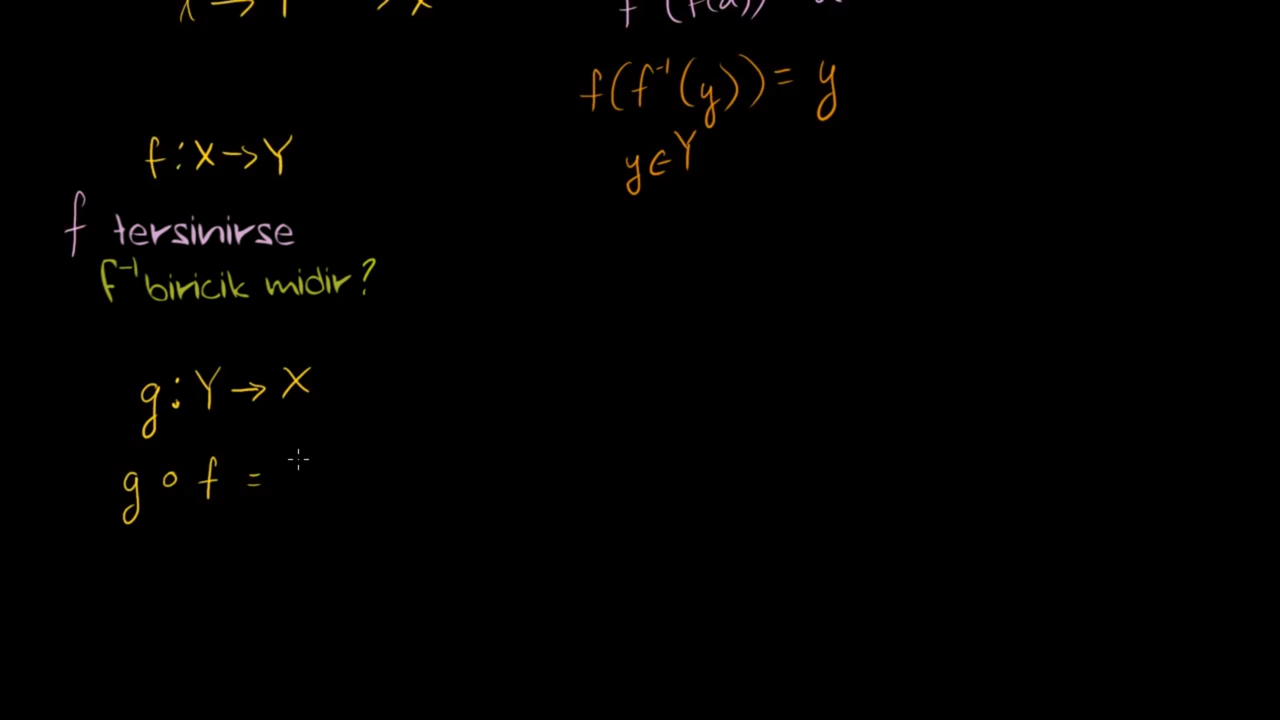 f(f⁻¹(y)) = y
y ∈ Y
f : X → Y
f tersinirse
f⁻¹ biricik midir?
g : Y → X
g ∘ f =